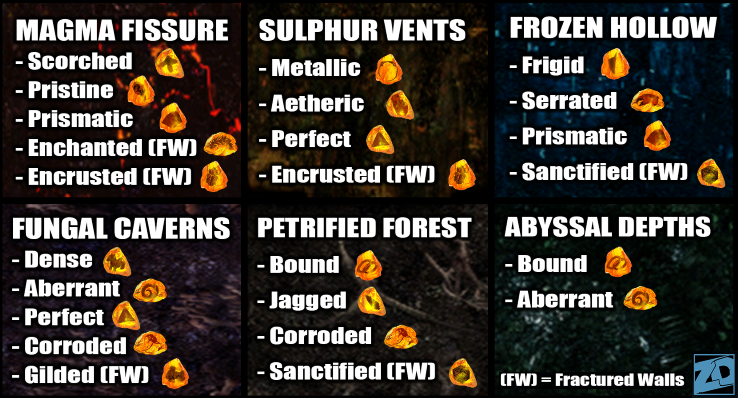 MAGMA FISSURE
- Scorched
- Pristine
- Prismatic
- Enchanted (FW)
- Encrusted (FW)
SULPHUR VENTS
- Metallic
- Aetheric
- Perfect
- Encrusted (FW)
FROZEN HOLLOW
- Frigid
- Serrated
- Prismatic
- Sanctified (FW)
FUNGAL CAVERNS
- Dense
- Aberrant
- Perfect
- Corroded
- Gilded (FW)
PETRIFIED FOREST
- Bound
- Jagged
- Corroded
- Sanctified (FW)
ABYSSAL DEPTHS
- Bound
- Aberrant
(FW) = Fractured Walls
ZD